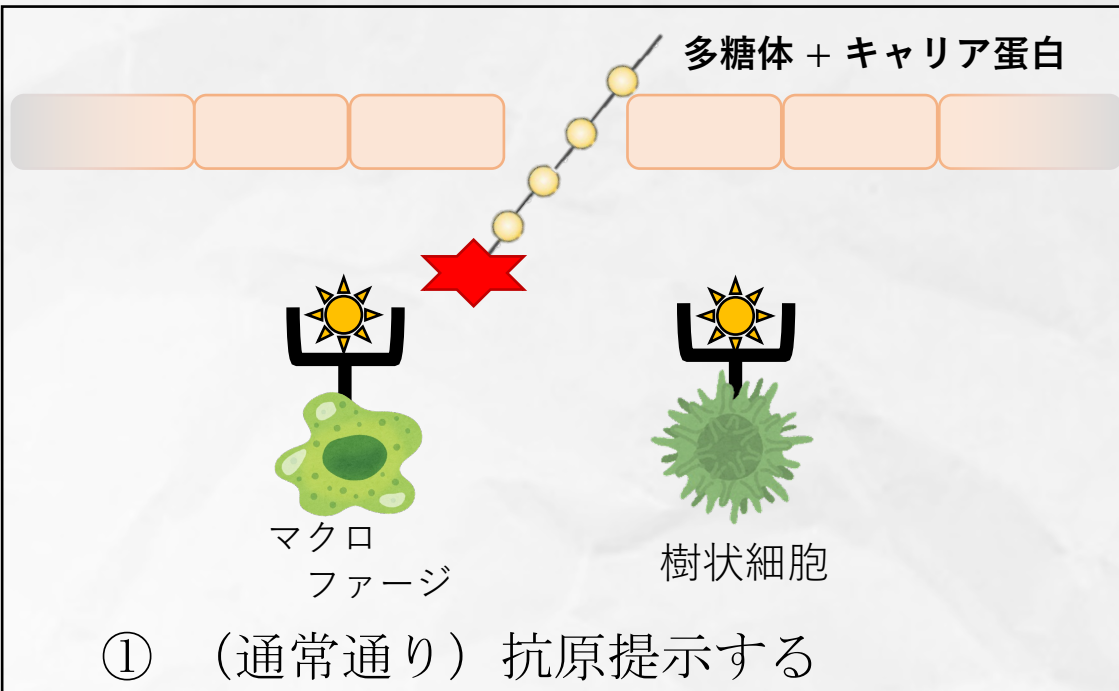 多糖体 + キャリア蛋白
マクロ
ファージ
樹状細胞
① （通常通り）抗原提示する